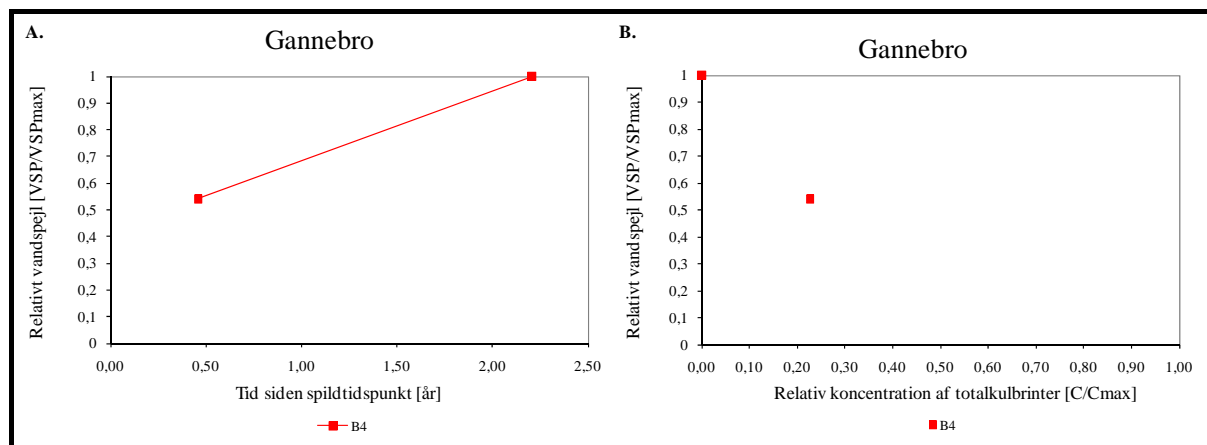 A.
Gannebro
Relativt vandspejl [VSP/VSPmax]
1
0,9
0,8
0,7
0,6
0,5
0,4
0,3
0,2
0,1
0
0,00 0,50 1,00 1,50 2,00 2,50
Tid siden spildtidspunkt [år]
B4
B.
Gannebro
Relativt vandspejl [VSP/VSPmax]
1
0,9
0,8
0,7
0,6
0,5
0,4
0,3
0,2
0,1
0
0,00 0,10 0,20 0,30 0,40 0,50 0,60 0,70 0,80 0,90 1,00
Relativ koncentration af totalkulbrinter [C/Cmax]
B4